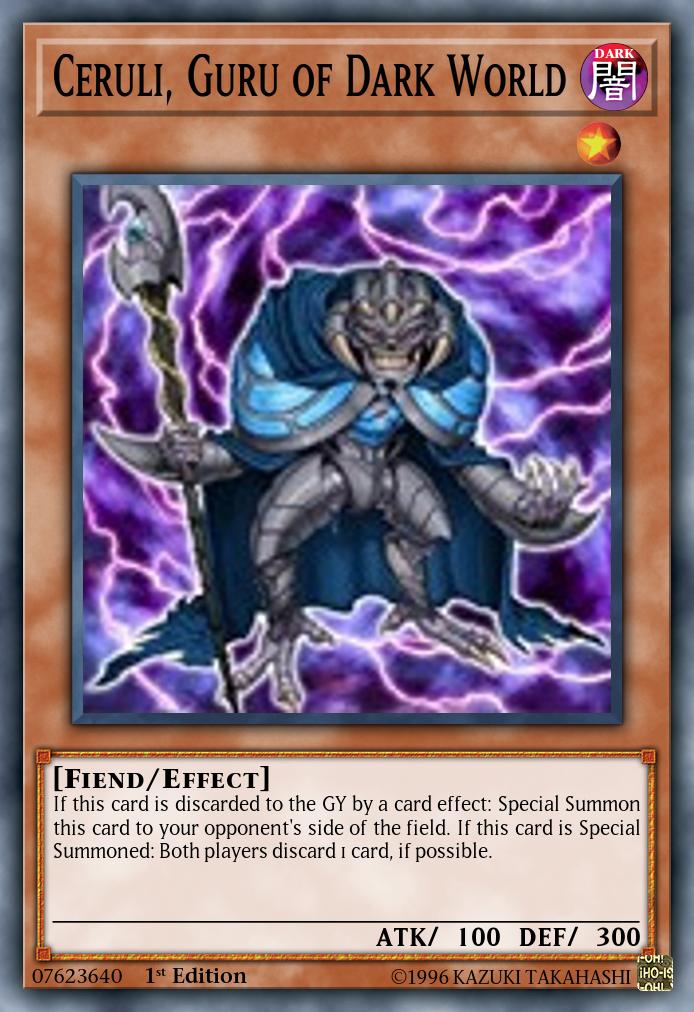 Ceruli, Guru of Dark World
DARK
闇
[Fiend/Effect]
If this card is discarded to the GY by a card effect: Special Summon
this card to your opponent's side of the field. If this card is Special
Summoned: Both players discard 1 card, if possible.
ATK/ 100 DEF/ 300
07623640 1st Edition ©1996 KAZUKI TAKAHASHI